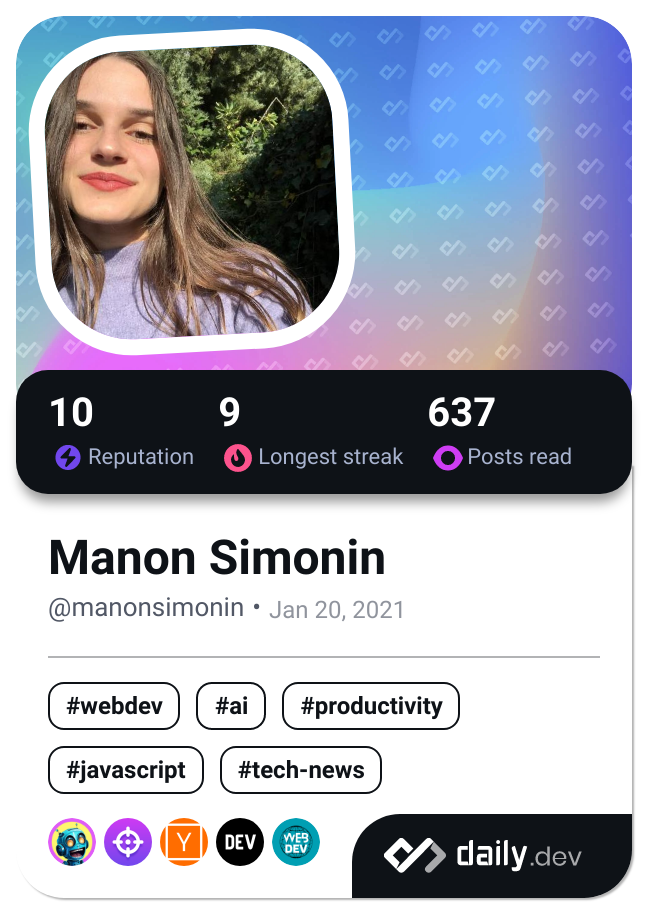 10 9 637
Reputation Longest streak Posts read
Manon Simonin
@manonsimonin • Jan 20, 2021
#webdev #ai #productivity
#javascript #tech-news
Y DEV WEB DEV daily.dev